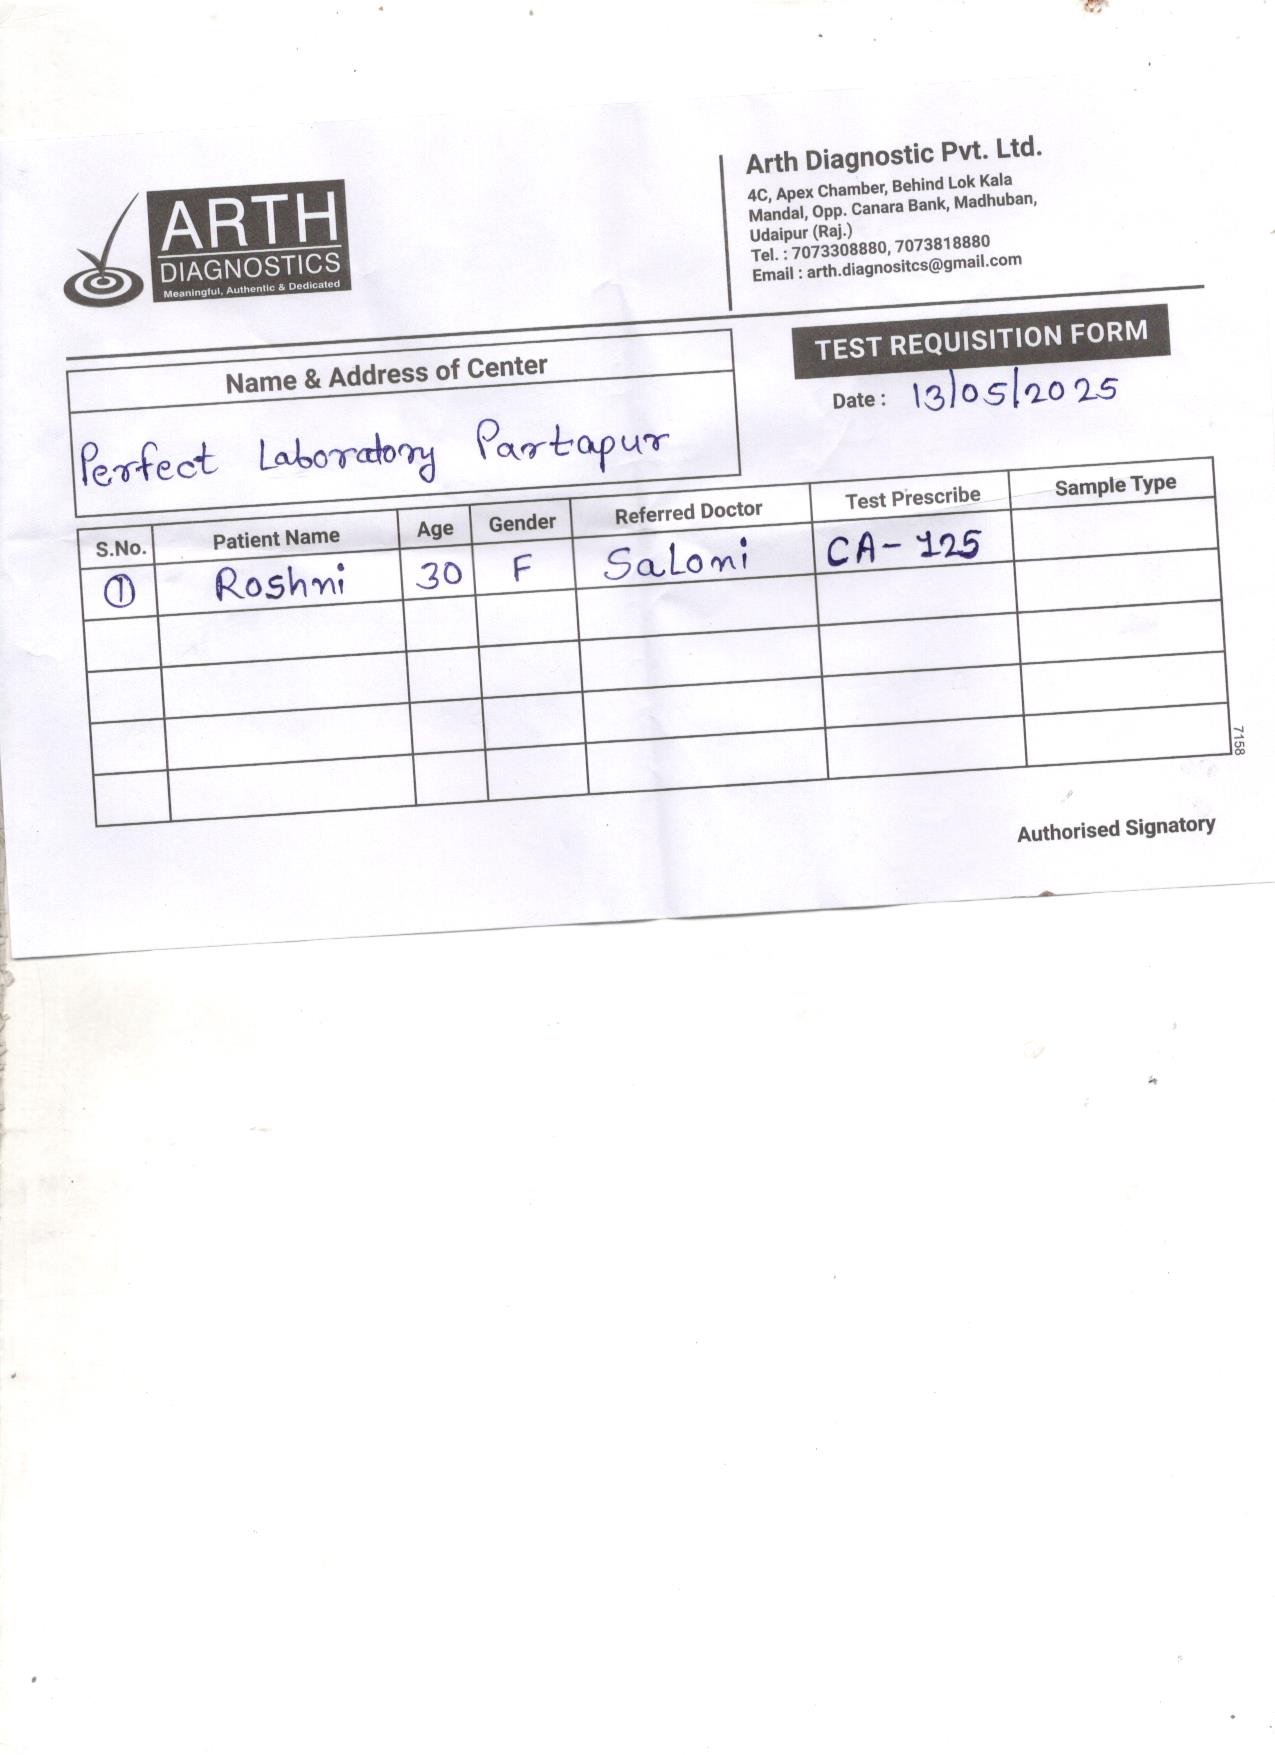 ARTH
DIAGNOSTICS
Meaningful, Authentic & Dedicated
Arth Diagnostic Pvt. Ltd.
4C, Apex Chamber, Behind Lok Kala
Mandal, Opp. Canara Bank, Madhuban,
Udaipur (Raj.)
Tel. : 7073308880, 7073818880
Email : arth.diagnositcs@gmail.com
TEST REQUISITION FORM
Date : 13/05/2025
Name & Address of Center
Perfect Laboratory Partapur
S.No. Patient Name Age Gender Referred Doctor Test Prescribe Sample Type
1 Roshni 30 F Saloni CA-125
7158
Authorised Signatory